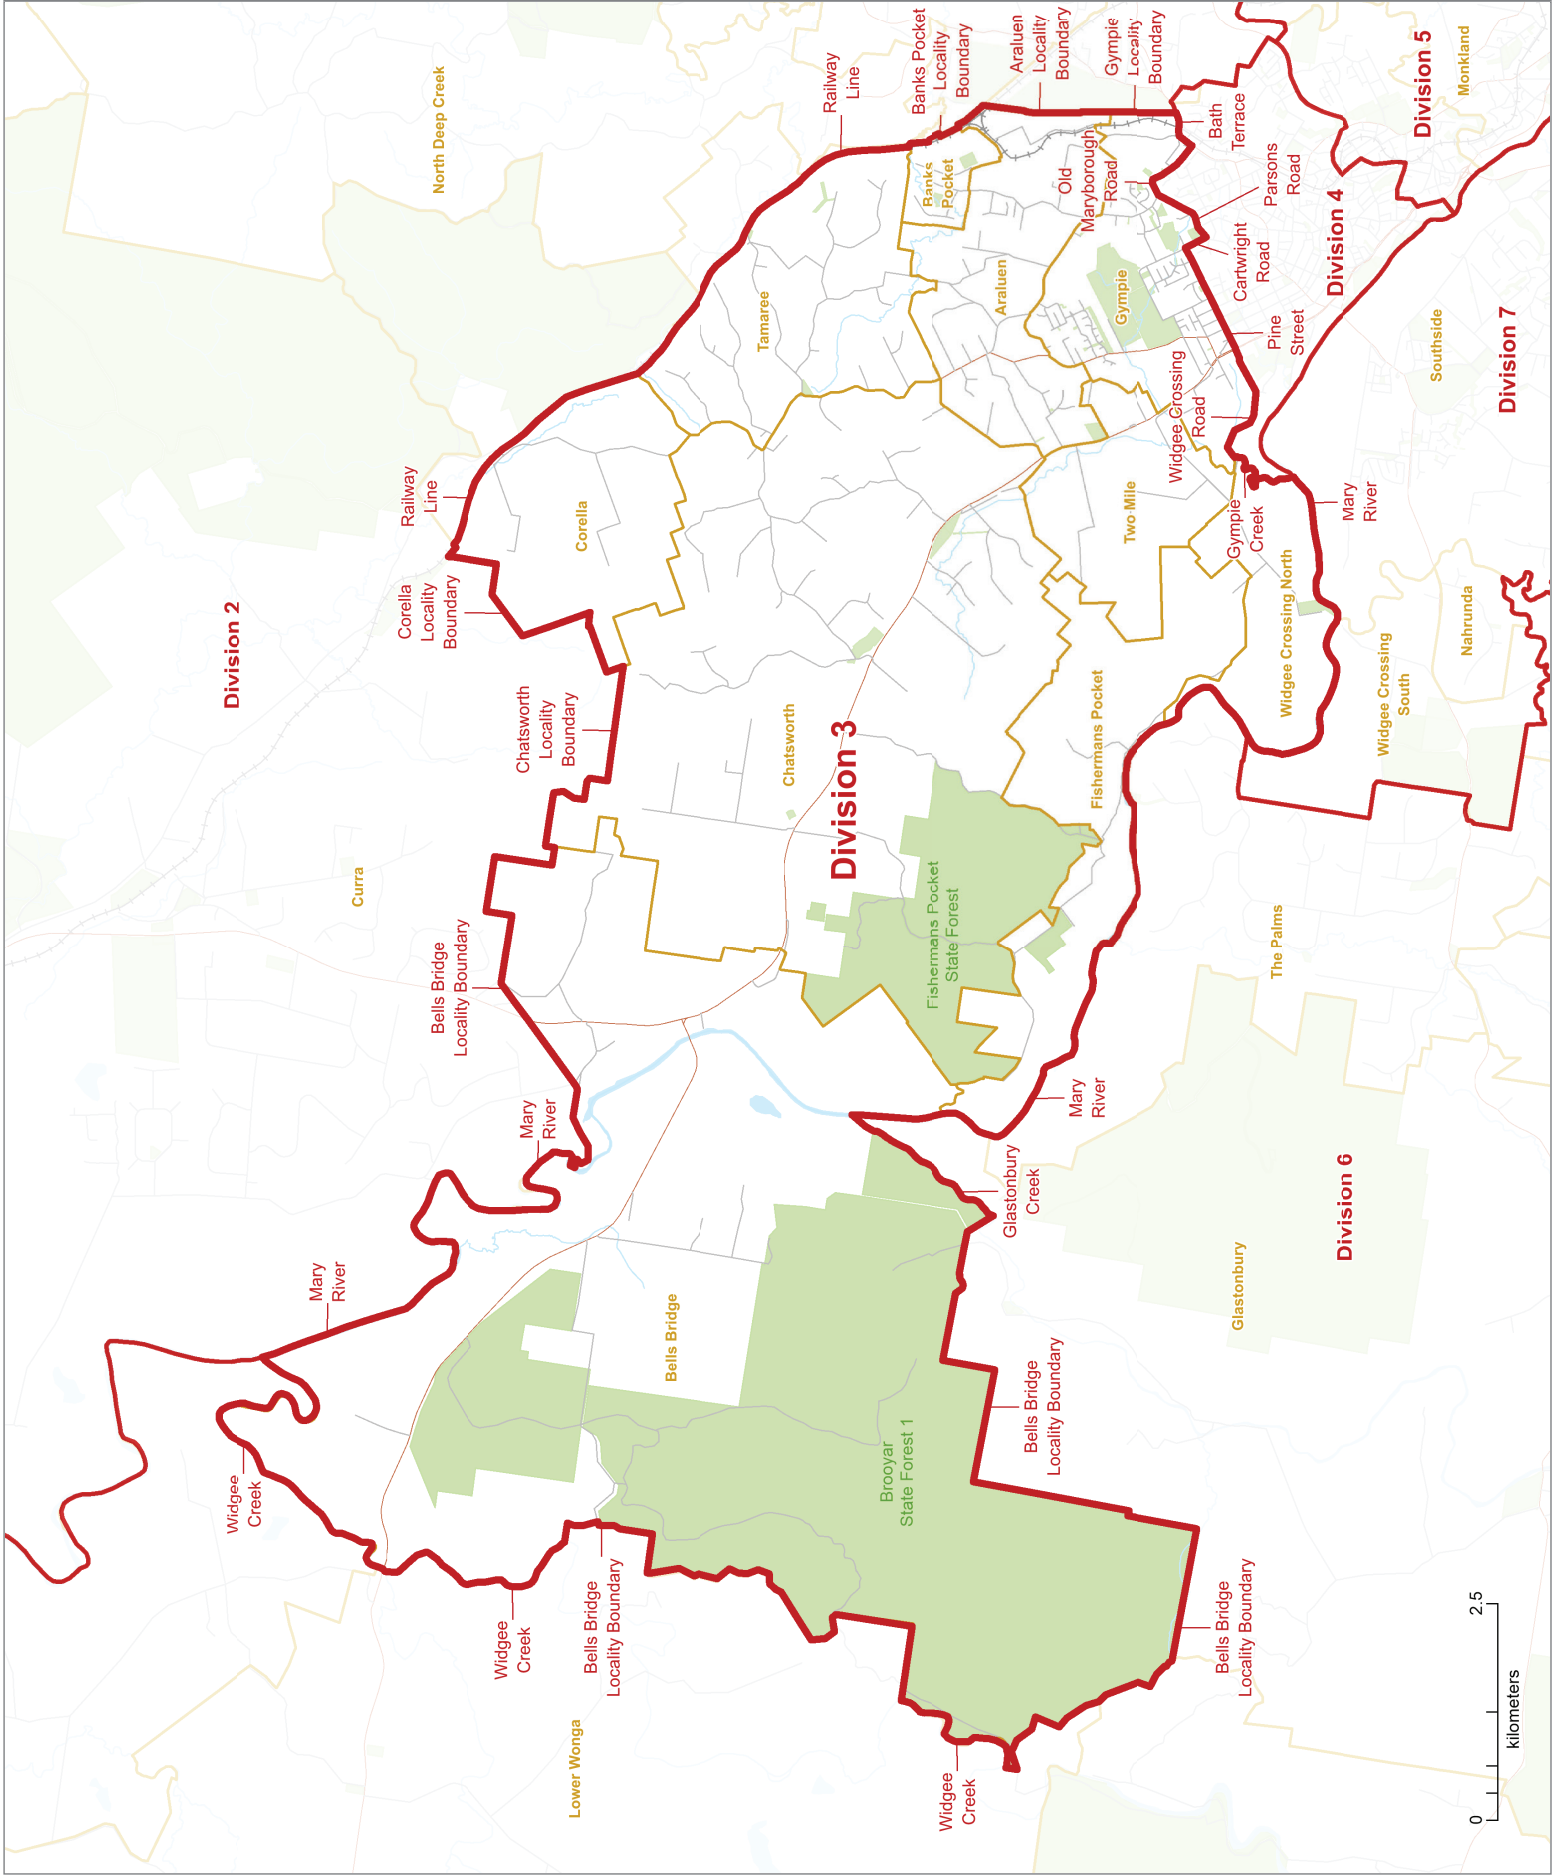 Division 2
North Deep Creek
Curra
Lower Wonga
Widgee
Creek
Mary
River
Widgee
Creek
Bells Bridge
Locality Boundary
Mary
River
Bells Bridge
Locality Boundary
Chatsworth
Locality
Boundary
Corella
Locality
Boundary
Railway
Line
Corella
Railway
Line
Banks Pocket
Locality
Boundary
Araluen
Locality
Boundary
Gympie
Locality
Boundary
Bells Bridge
Chatsworth
Tamaree
Banks
Pocket
Division 3
Brooyar
State Forest 1
Fishermans Pocket
State Forest
Araluen
Old
Maryborough
Road
Gympie
Bath
Terrace
Widgee
Creek
Bells Bridge
Locality Boundary
Glastonbury
Creek
Mary
River
Fishermans Pocket
Two Mile
Widgee Crossing
Road
Parsons
Road
Cartwright
Road
Pine
Street
Gympie
Creek
Bells Bridge
Locality Boundary
Glastonbury
The Palms
Widgee Crossing North
Mary
River
Division 6
Division 4
Division 5
Monkland
Widgee Crossing
South
Nahrunda
Southside
Division 7
0
2.5
kilometers